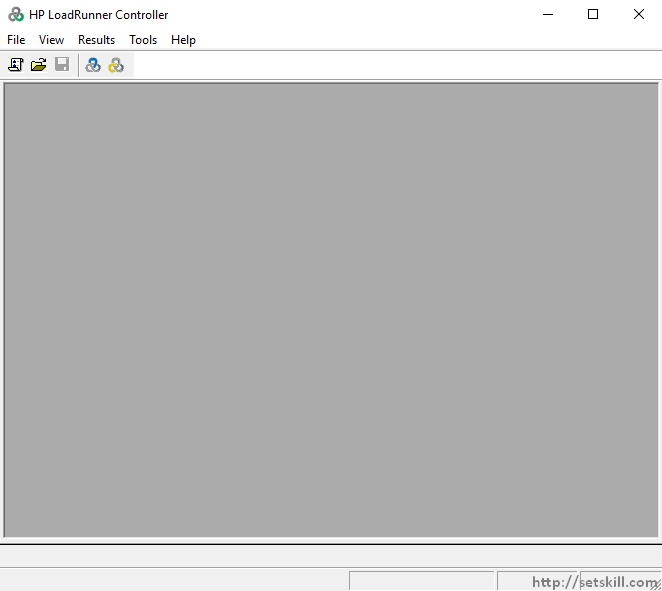 HP LoadRunner Controller
File View Results Tools Help
http://setskill.com